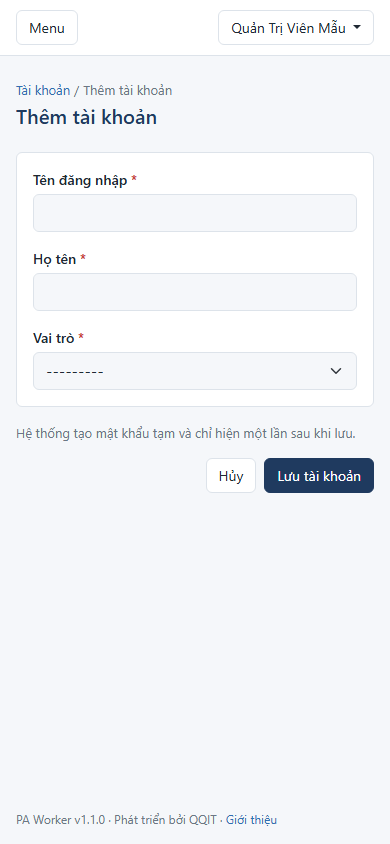 Menu
Quản Trị Viên Mẫu
Tài khoản / Thêm tài khoản
Thêm tài khoản
Tên đăng nhập *
Họ tên *
Vai trò *
---------
Hệ thống tạo mật khẩu tạm và chỉ hiện một lần sau khi lưu.
Hủy
Lưu tài khoản
PA Worker v1.1.0 · Phát triển bởi QQIT · Giới thiệu